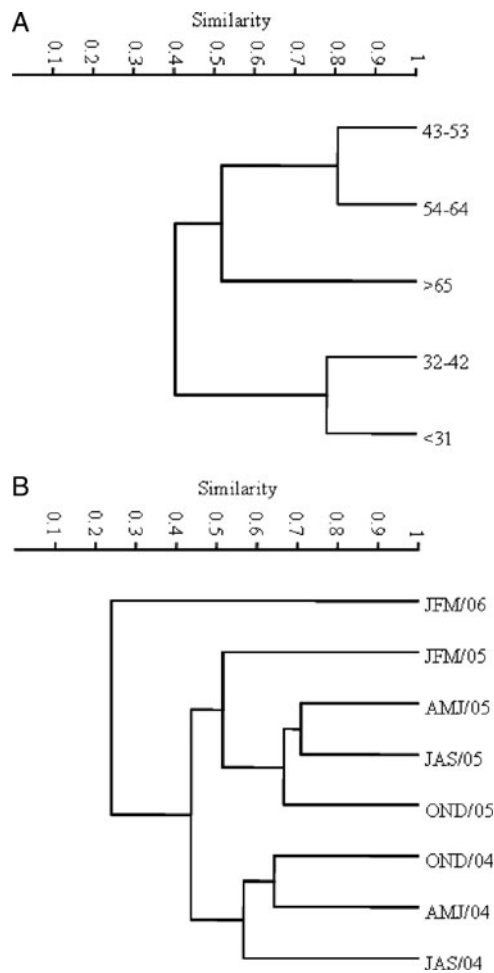 A
Similarity
0.1 0.2 0.3 0.4 0.5 0.6 0.7 0.8 0.9 1
43-53
54-64
>65
32-42
<31
B
Similarity
0.1 0.2 0.3 0.4 0.5 0.6 0.7 0.8 0.9 1
JFM/06
JFM/05
AMJ/05
JAS/05
OND/05
OND/04
AMJ/04
JAS/04